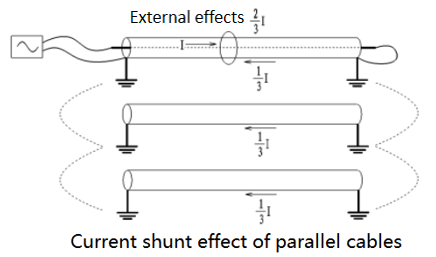 External effects 2/3 I
I
1/3 I
1/3 I
1/3 I
Current shunt effect of parallel cables